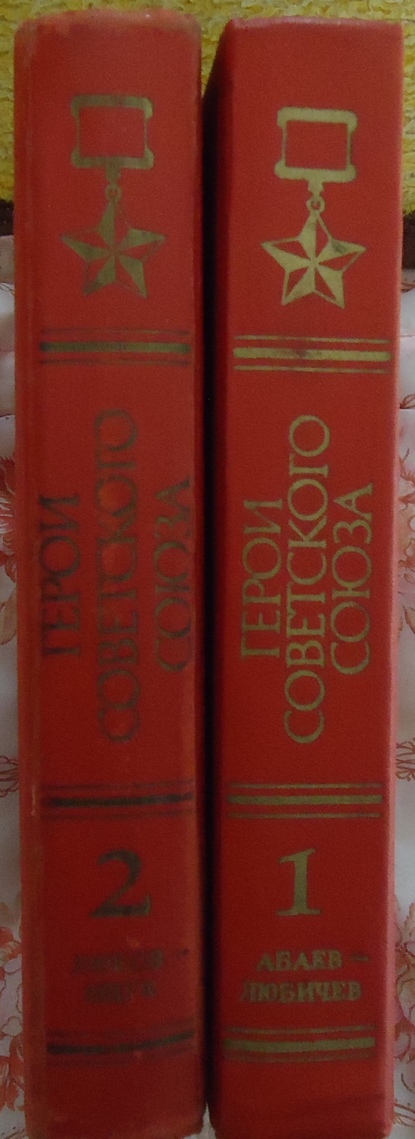 ГЕРОИ
СОВЕТСКОГО
СОЮЗА
2
ГЕРОИ
СОВЕТСКОГО
СОЮЗА
1
АБАЕВ —
ЛЮБИЧЕВ